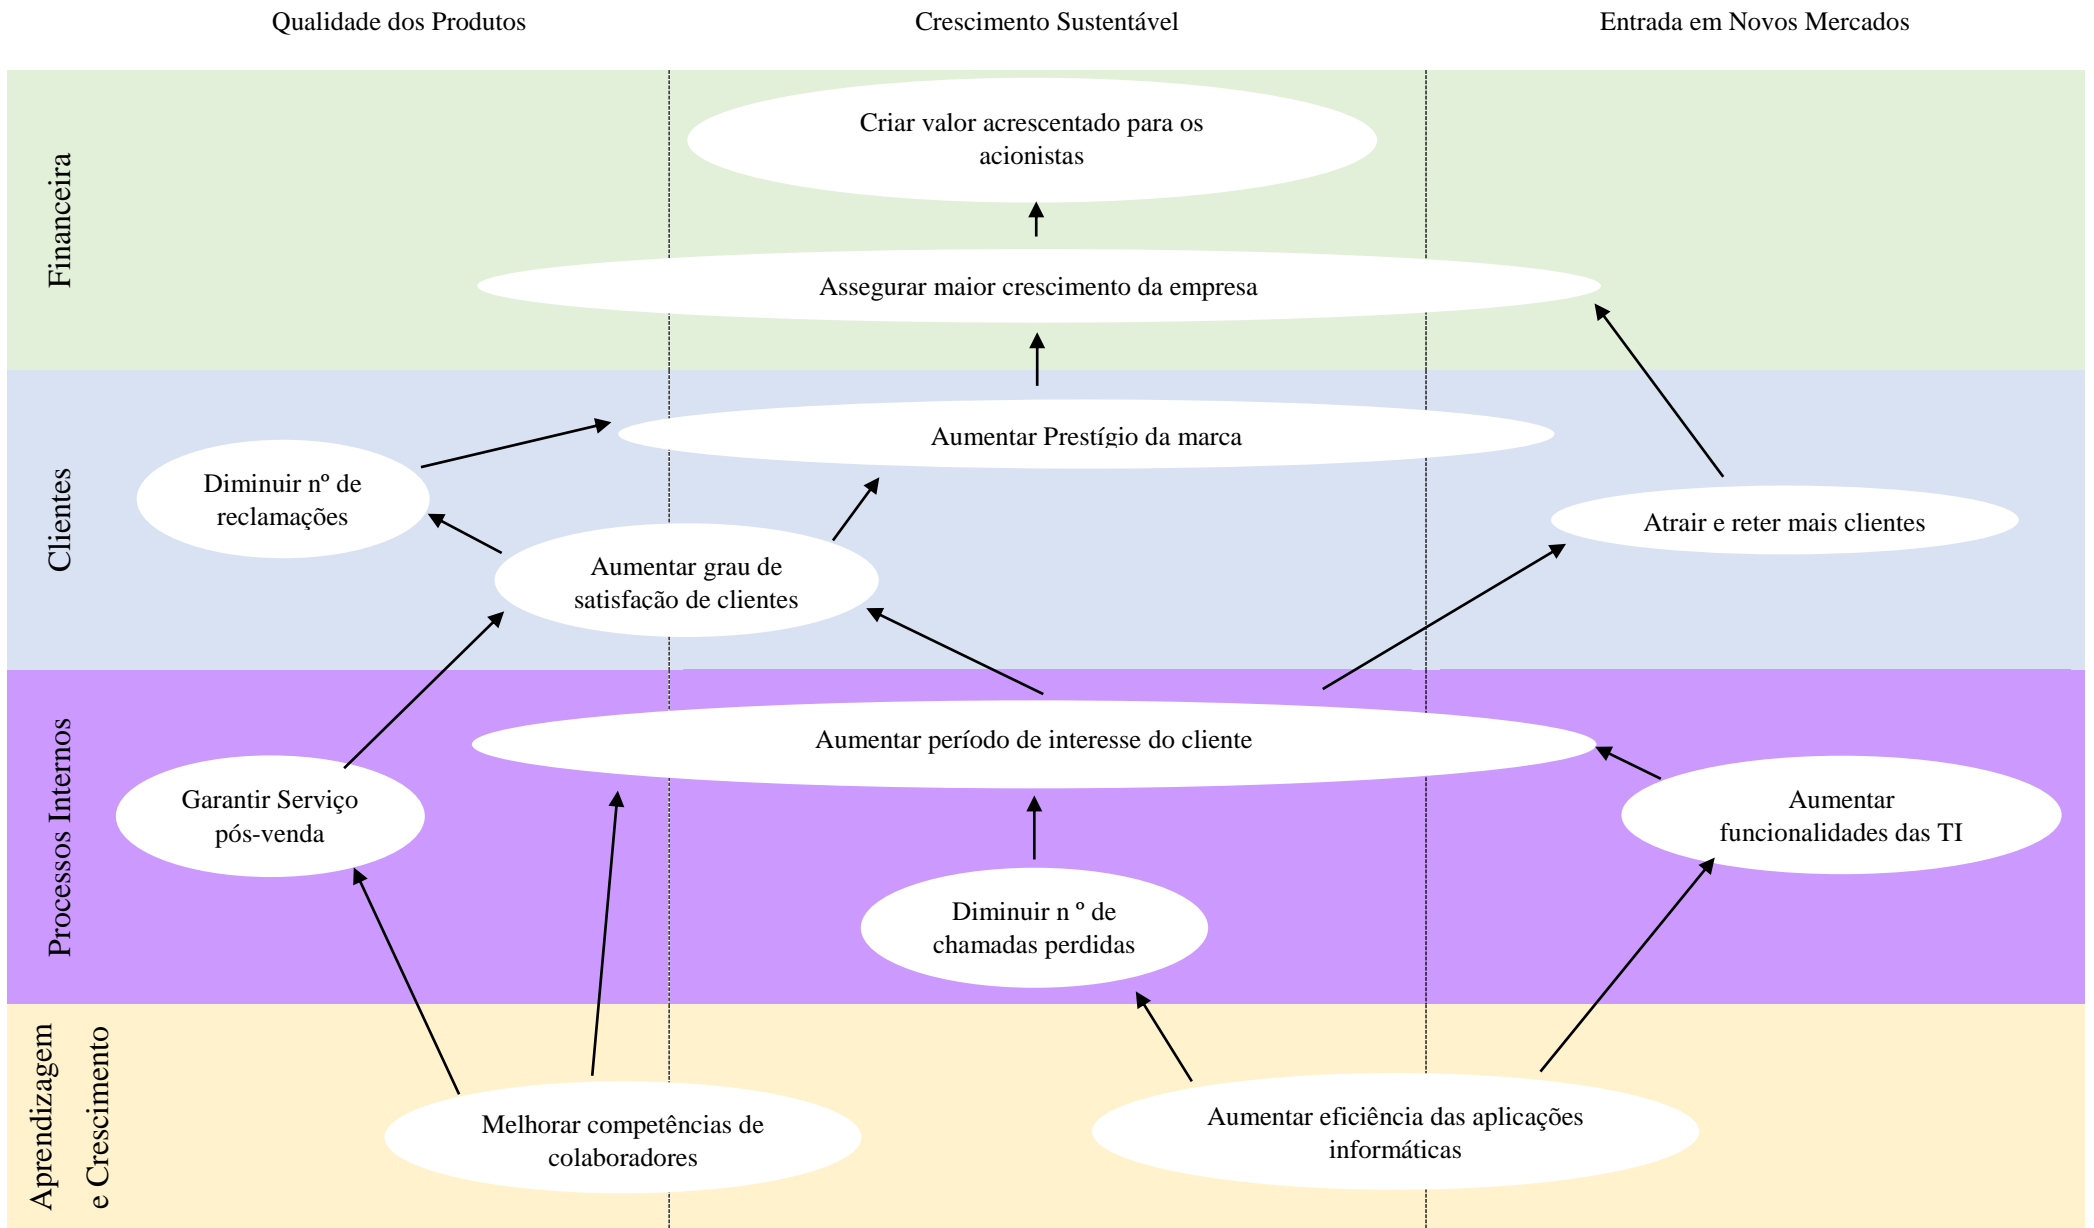 Qualidade dos Produtos
Crescimento Sustentável
Entrada em Novos Mercados
Financeira
Criar valor acrescentado para os
acionistas
Assegurar maior crescimento da empresa
Clientes
Aumentar Prestígio da marca
Diminuir nº de
reclamações
Atrair e reter mais clientes
Aumentar grau de
satisfação de clientes
Processos Internos
Aumentar período de interesse do cliente
Garantir Serviço
pós-venda
Aumentar
funcionalidades das TI
Diminuir n º de
chamadas perdidas
Aprendizagem
e Crescimento
Melhorar competências de
colaboradores
Aumentar eficiência das aplicações
informáticas